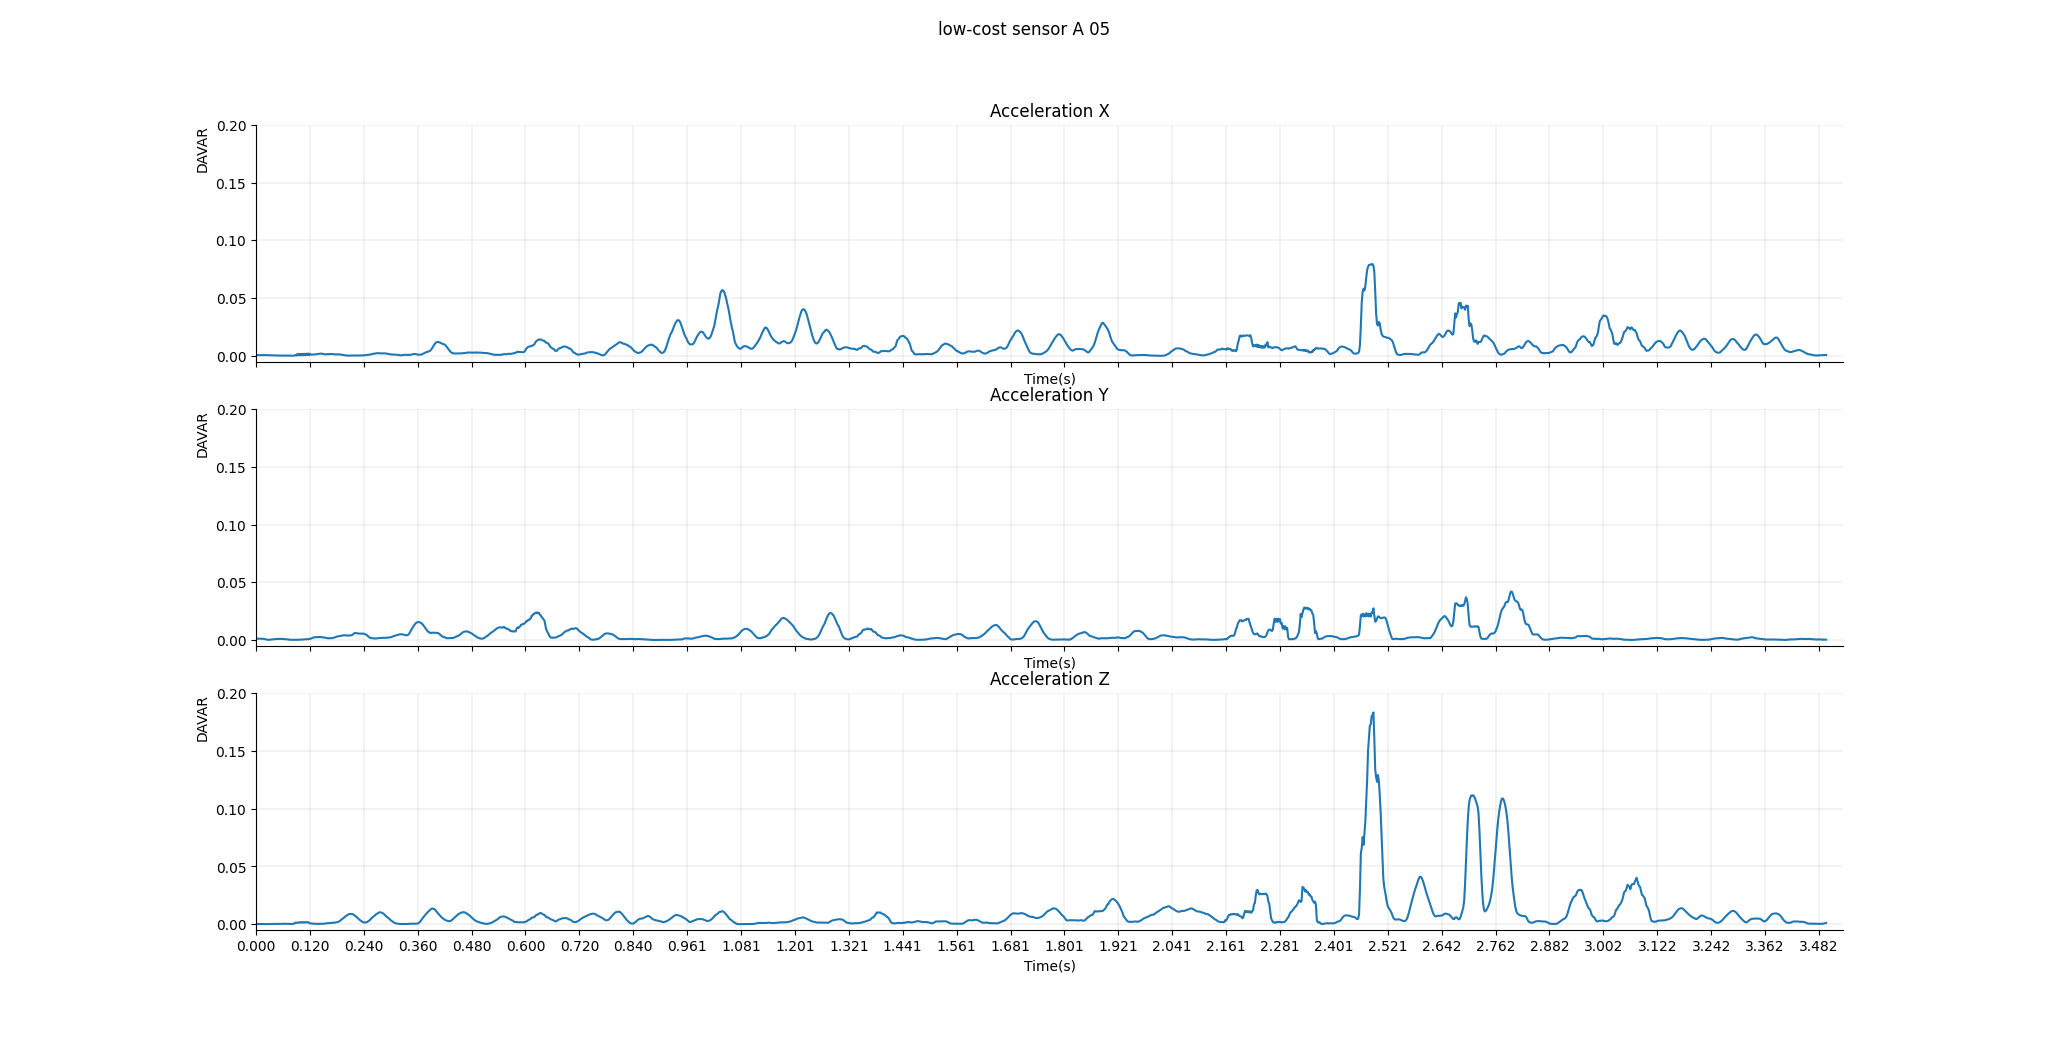 low-cost sensor A 05
Acceleration X
DAVAR
0.20
0.15
0.10
0.05
0.00
Time(s)
Acceleration Y
DAVAR
0.20
0.15
0.10
0.05
0.00
Time(s)
Acceleration Z
DAVAR
0.20
0.15
0.10
0.05
0.00
0.000 0.120 0.240 0.360 0.480 0.600 0.720 0.840 0.961 1.081 1.201 1.321 1.441 1.561 1.681 1.801 1.921 2.041 2.161 2.281 2.401 2.521 2.642 2.762 2.882 3.002 3.122 3.242 3.362 3.482
Time(s)